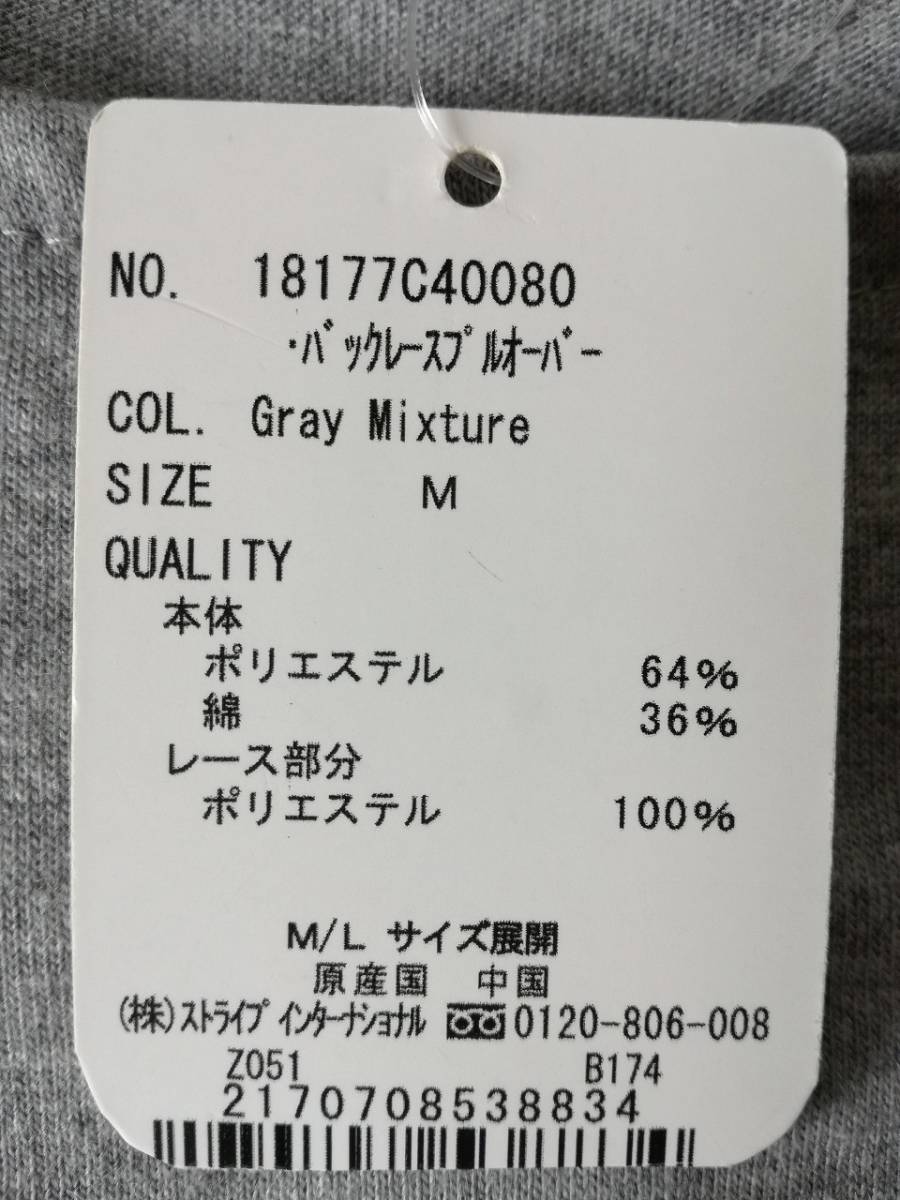 NO. 18177C40080
・ﾊﾞｯｸﾚｰｽﾌﾟﾙｵｰﾊﾞｰ
COL. Gray Mixture
SIZE M
QUALITY
本体
ポリエステル 64%
綿 36%
レース部分
ポリエステル 100%
M/L サイズ展開
原産国 中国
(株)ｽﾄﾗｲﾌﾟ ｲﾝﾀｰﾅｼｮﾅﾙ 0120-806-008
Z051 B174
2170708538834